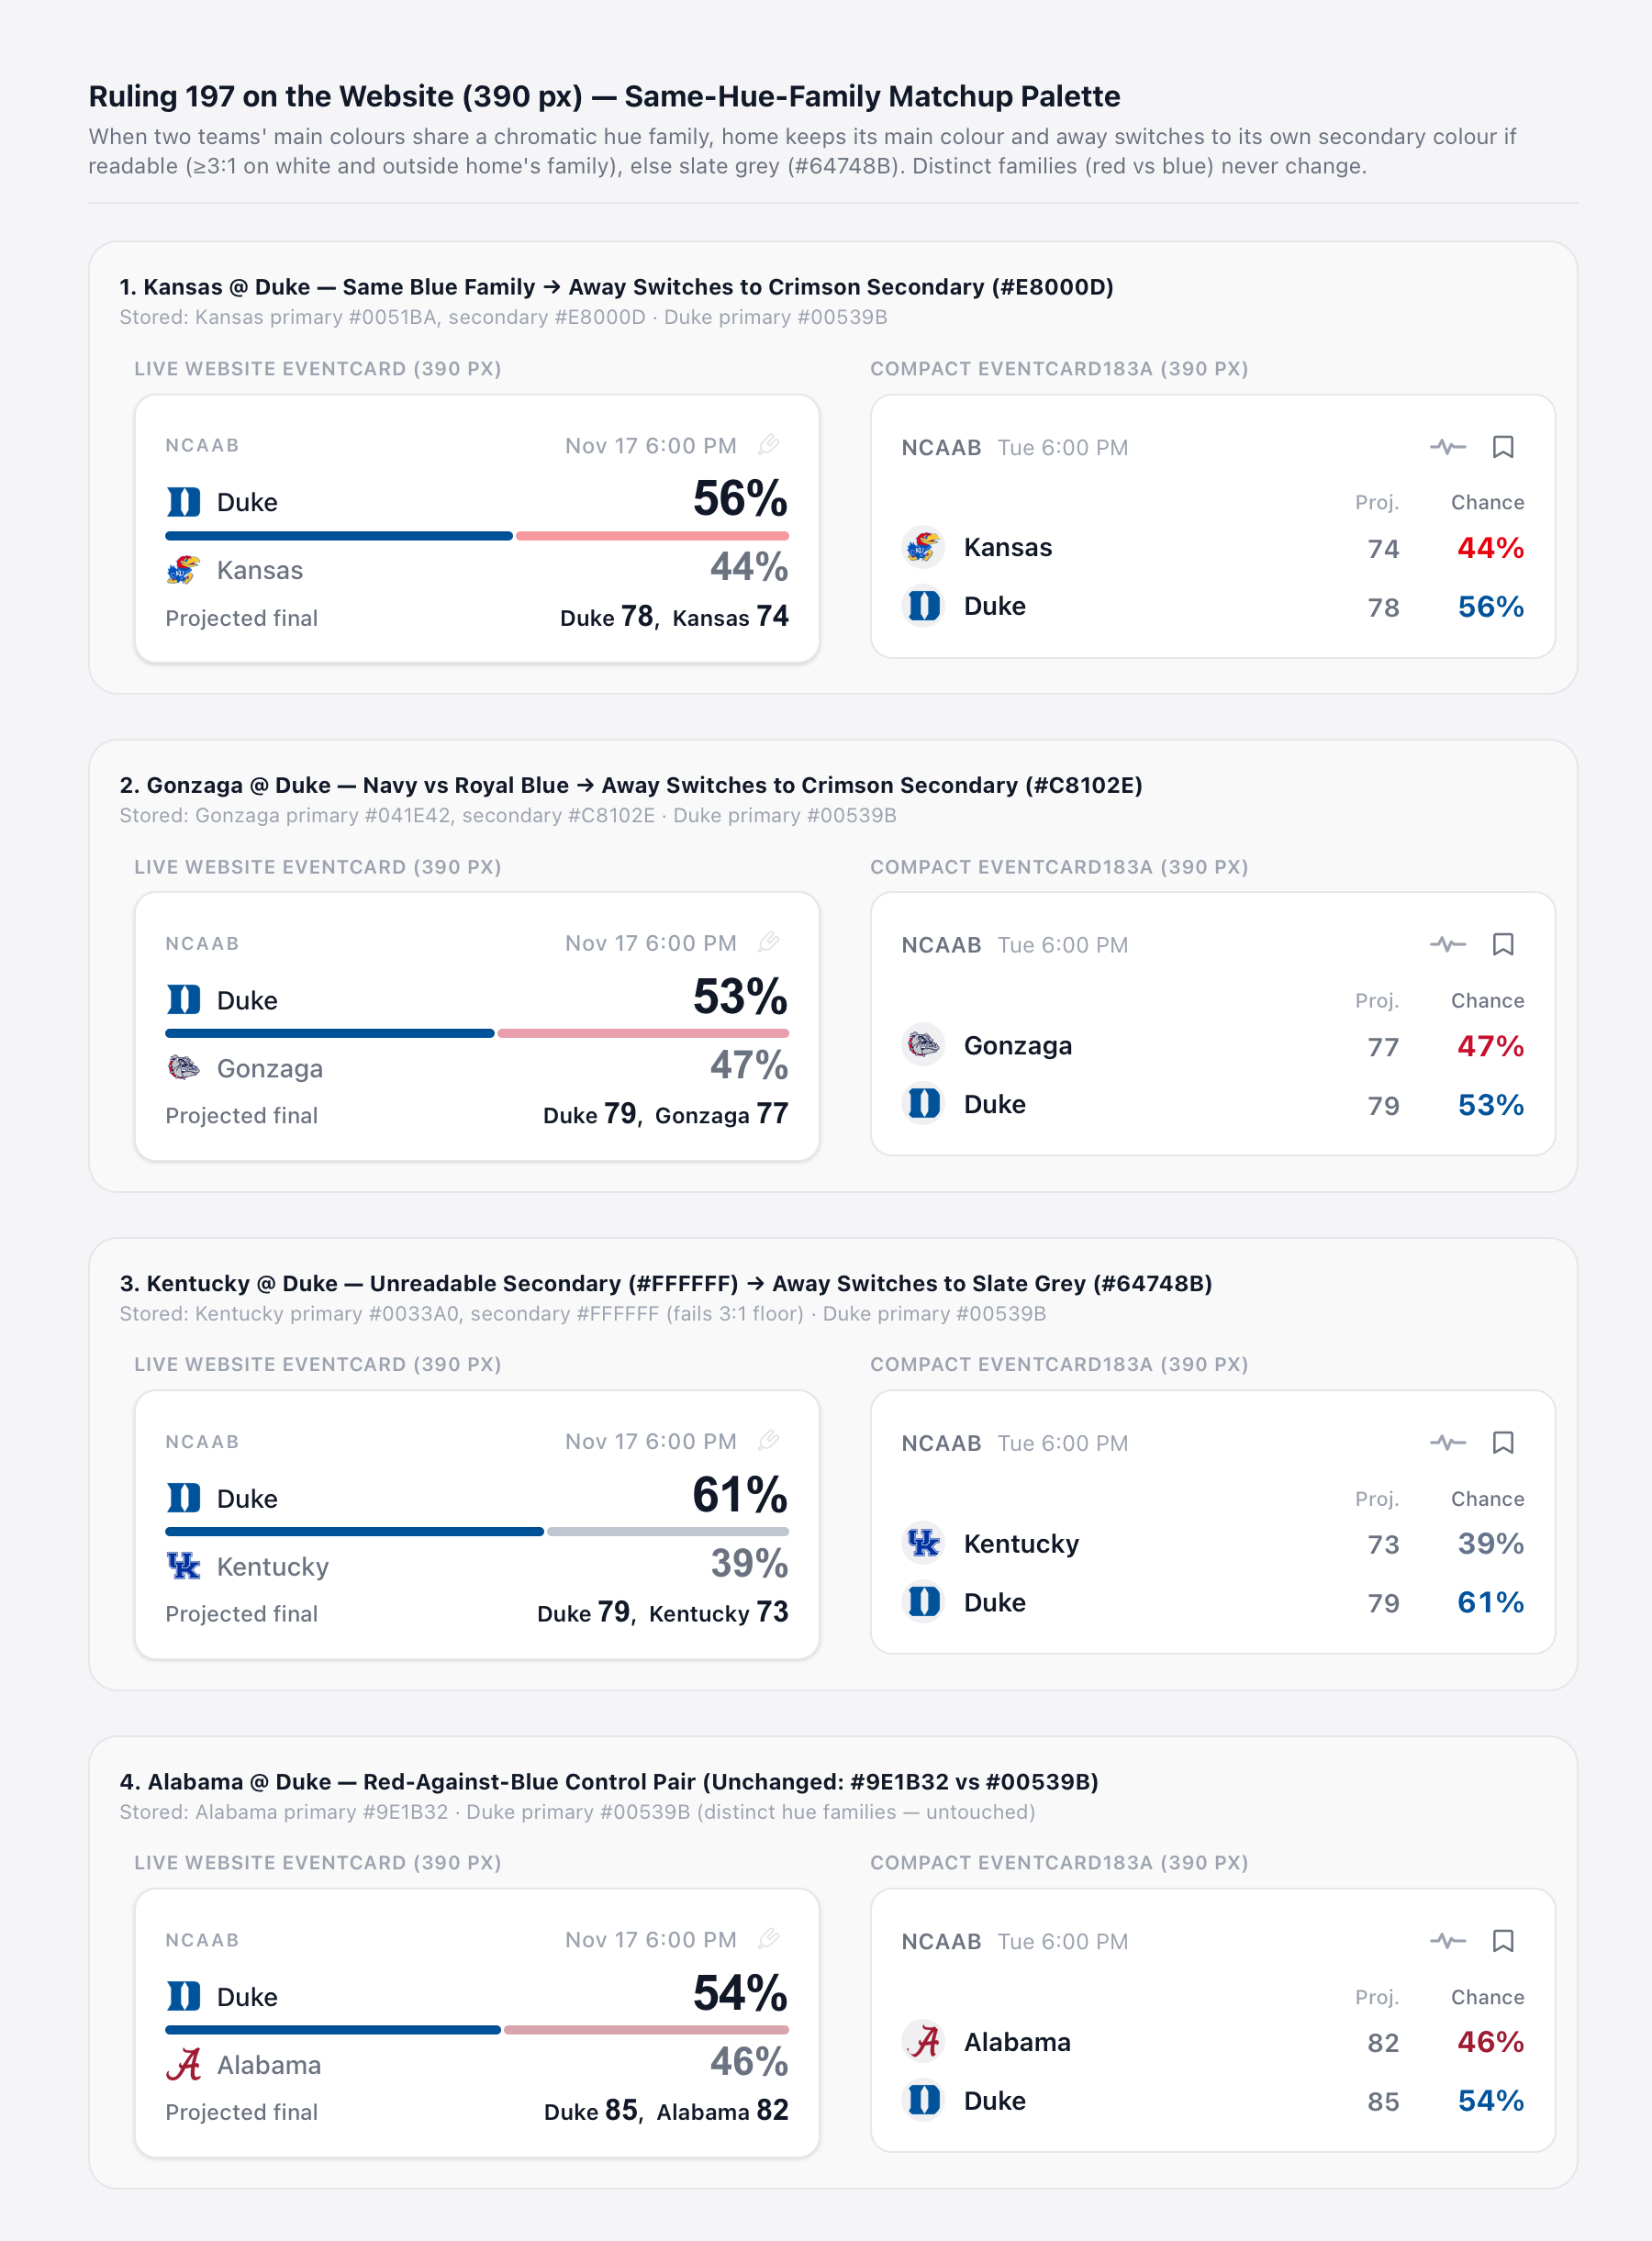 Ruling 197 on the Website (390 px) — Same-Hue-Family Matchup Palette
When two teams' main colours share a chromatic hue family, home keeps its main colour and away switches to its own secondary colour if
readable (≥3:1 on white and outside home's family), else slate grey (#64748B). Distinct families (red vs blue) never change.
1. Kansas @ Duke — Same Blue Family → Away Switches to Crimson Secondary (#E8000D)
Stored: Kansas primary #0051BA, secondary #E8000D · Duke primary #00539B
LIVE WEBSITE EVENTCARD (390 PX)
NCAAB Nov 17 6:00 PM
Duke 56%
Kansas 44%
Projected final Duke 78, Kansas 74
COMPACT EVENTCARD183A (390 PX)
NCAAB Tue 6:00 PM
Proj. Chance
Kansas 74 44%
Duke 78 56%
2. Gonzaga @ Duke — Navy vs Royal Blue → Away Switches to Crimson Secondary (#C8102E)
Stored: Gonzaga primary #041E42, secondary #C8102E · Duke primary #00539B
LIVE WEBSITE EVENTCARD (390 PX)
NCAAB Nov 17 6:00 PM
Duke 53%
Gonzaga 47%
Projected final Duke 79, Gonzaga 77
COMPACT EVENTCARD183A (390 PX)
NCAAB Tue 6:00 PM
Proj. Chance
Gonzaga 77 47%
Duke 79 53%
3. Kentucky @ Duke — Unreadable Secondary (#FFFFFF) → Away Switches to Slate Grey (#64748B)
Stored: Kentucky primary #0033A0, secondary #FFFFFF (fails 3:1 floor) · Duke primary #00539B
LIVE WEBSITE EVENTCARD (390 PX)
NCAAB Nov 17 6:00 PM
Duke 61%
Kentucky 39%
Projected final Duke 79, Kentucky 73
COMPACT EVENTCARD183A (390 PX)
NCAAB Tue 6:00 PM
Proj. Chance
Kentucky 73 39%
Duke 79 61%
4. Alabama @ Duke — Red-Against-Blue Control Pair (Unchanged: #9E1B32 vs #00539B)
Stored: Alabama primary #9E1B32 · Duke primary #00539B (distinct hue families — untouched)
LIVE WEBSITE EVENTCARD (390 PX)
NCAAB Nov 17 6:00 PM
Duke 54%
Alabama 46%
Projected final Duke 85, Alabama 82
COMPACT EVENTCARD183A (390 PX)
NCAAB Tue 6:00 PM
Proj. Chance
Alabama 82 46%
Duke 85 54%